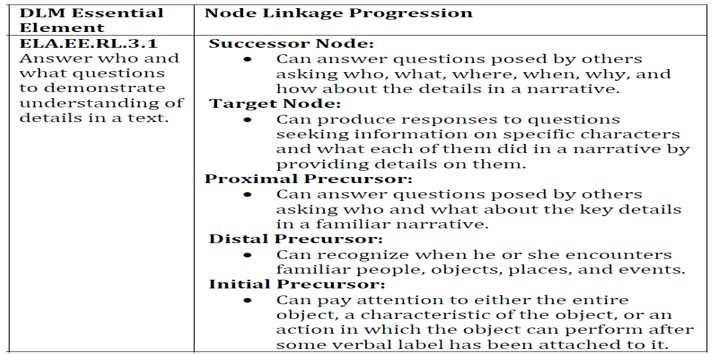 DLM Essential Element
Node Linkage Progression
ELA.EE.RL.3.1
Answer who and
what questions
to demonstrate
understanding of
details in a text.
Successor Node:
• Can answer questions posed by others
asking who, what, where, when, why, and
how about the details in a narrative.
Target Node:
• Can produce responses to questions
seeking information on specific characters
and what each of them did in a narrative by
providing details on them.
Proximal Precursor:
• Can answer questions posed by others
asking who and what about the key details
in a familiar narrative.
Distal Precursor:
• Can recognize when he or she encounters
familiar people, objects, places, and events.
Initial Precursor:
• Can pay attention to either the entire
object, a characteristic of the object, or an
action in which the object can perform after
some verbal label has been attached to it.